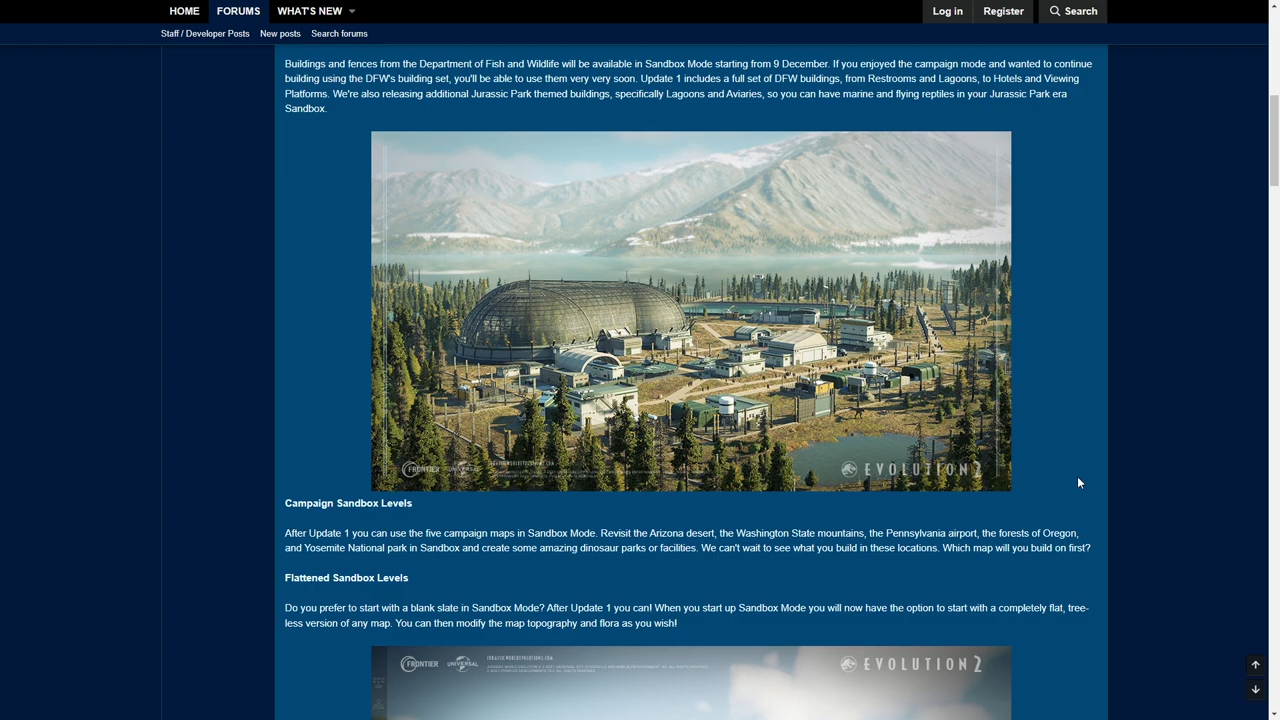 HOME FORUMS WHAT'S NEW Log in Register Search
Staff / Developer Posts New posts Search forums
Buildings and fences from the Department of Fish and Wildlife will be available in Sandbox Mode starting from 9 December. If you enjoyed the campaign mode and wanted to continue
building using the DFW's building set, you'll be able to use them very very soon. Update 1 includes a full set of DFW buildings, from Restrooms and Lagoons, to Hotels and Viewing
Platforms. We're also releasing additional Jurassic Park themed buildings, specifically Lagoons and Aviaries, so you can have marine and flying reptiles in your Jurassic Park era
Sandbox.
FRONTIER UNIVERSAL EVOLUTION 2
Campaign Sandbox Levels
After Update 1 you can use the five campaign maps in Sandbox Mode. Revisit the Arizona desert, the Washington State mountains, the Pennsylvania airport, the forests of Oregon,
and Yosemite National park in Sandbox and create some amazing dinosaur parks or facilities. We can't wait to see what you build in these locations. Which map will you build on first?
Flattened Sandbox Levels
Do you prefer to start with a blank slate in Sandbox Mode? After Update 1 you can! When you start up Sandbox Mode you will now have the option to start with a completely flat, tree-
less version of any map. You can then modify the map topography and flora as you wish!
FRONTIER UNIVERSAL JURASSICWORLDEVOLUTION2.COM EVOLUTION 2